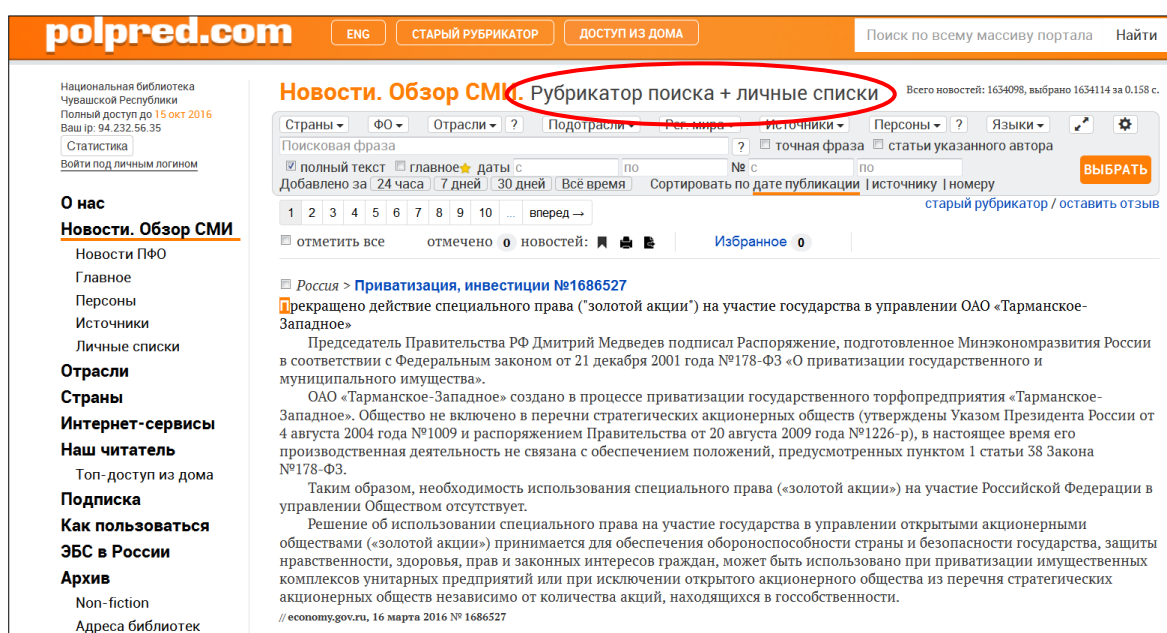 polpred.com ENG СТАРЫЙ РУБРИКАТОР ДОСТУП ИЗ ДОМА Поиск по всему массиву портала Найти
Национальная библиотека
Чувашской Республики
Полный доступ до 15 окт 2016
Ваш ip: 94.232.56.35
Статистика
Войти под личным логином
О нас
Новости. Обзор СМИ
Новости ПФО
Главное
Персоны
Источники
Личные списки
Отрасли
Страны
Интернет-сервисы
Наш читатель
Топ-доступ из дома
Подписка
Как пользоваться
ЭБС в России
Архив
Non-fiction
Адреса библиотек
Новости. Обзор СМИ. Рубрикатор поиска + личные списки Всего новостей: 1634098, выбрано 1634114 за 0.158 с.
Страны ФО Отрасли ? Подотрасли Рег. мира Источники Персоны ? Языки
Поисковая фраза ? точная фраза статьи указанного автора
полный текст главное даты с по № с по ВЫБРАТЬ
Добавлено за 24 часа 7 дней 30 дней Всё время Сортировать по дате публикации | источнику | номеру
1 2 3 4 5 6 7 8 9 10 ... вперед → старый рубрикатор / оставить отзыв
отметить все отмечено 0 новостей: Избранное 0
Россия > Приватизация, инвестиции №1686527
Прекращено действие специального права ("золотой акции") на участие государства в управлении ОАО «Тарманское-
Западное»
Председатель Правительства РФ Дмитрий Медведев подписал Распоряжение, подготовленное Минэкономразвития России
в соответствии с Федеральным законом от 21 декабря 2001 года №178-ФЗ «О приватизации государственного и
муниципального имущества».
ОАО «Тарманское-Западное» создано в процессе приватизации государственного торфопредприятия «Тарманское-
Западное». Общество не включено в перечни стратегических акционерных обществ (утверждены Указом Президента России от
4 августа 2004 года №1009 и распоряжением Правительства от 20 августа 2009 года №1226-р), в настоящее время его
производственная деятельность не связана с обеспечением положений, предусмотренных пунктом 1 статьи 38 Закона
№178-ФЗ.
Таким образом, необходимость использования специального права («золотой акции») на участие Российской Федерации в
управлении Обществом отсутствует.
Решение об использовании специального права на участие государства в управлении открытыми акционерными
обществами («золотой акции») принимается для обеспечения обороноспособности страны и безопасности государства, защиты
нравственности, здоровья, прав и законных интересов граждан, может быть использовано при приватизации имущественных
комплексов унитарных предприятий или при исключении открытого акционерного общества из перечня стратегических
акционерных обществ независимо от количества акций, находящихся в госсобственности.
// economy.gov.ru, 16 марта 2016 № 1686527